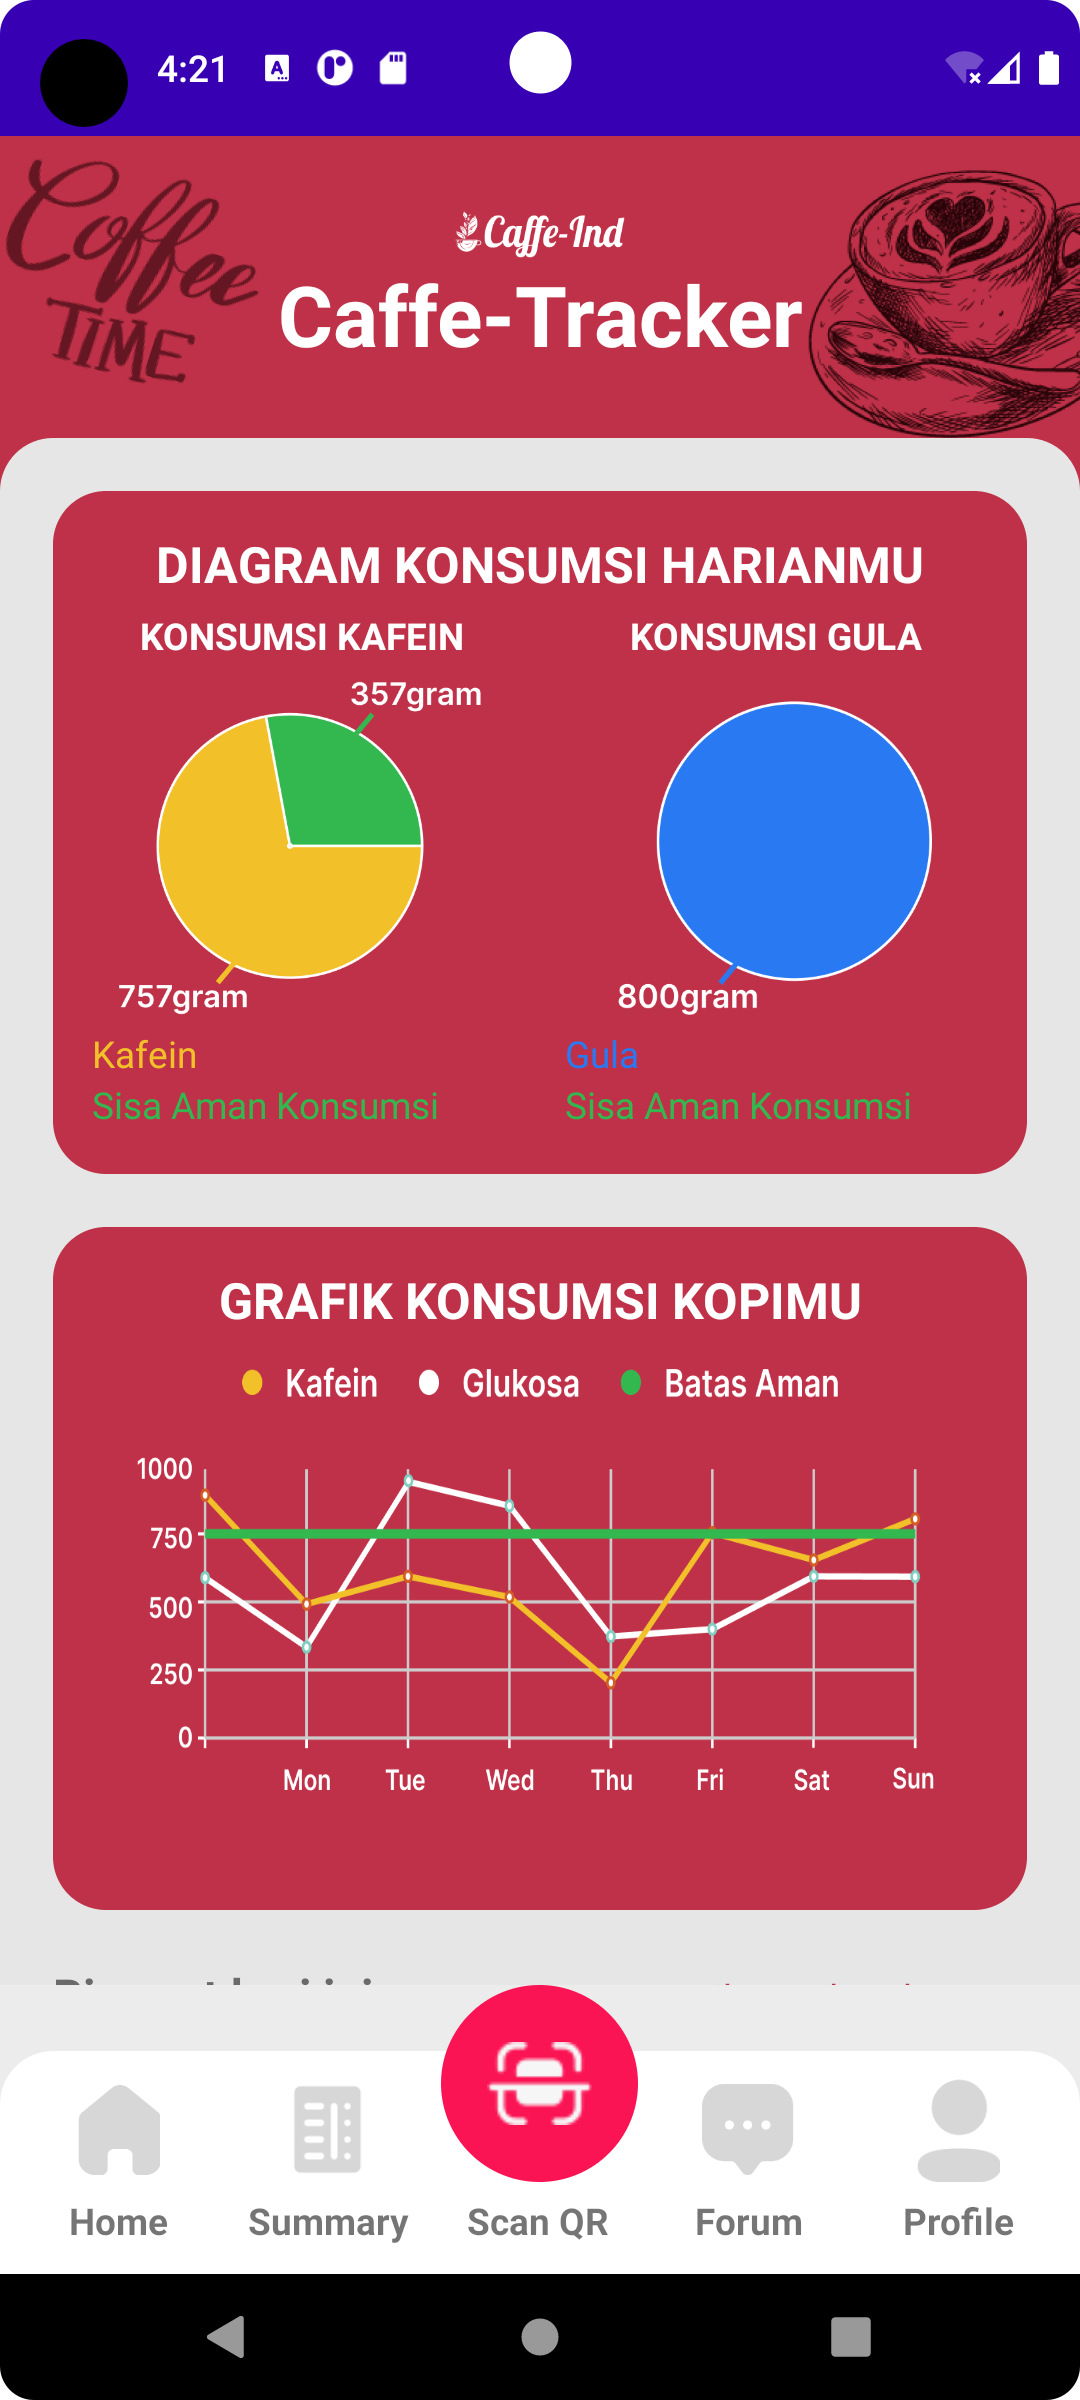 4:21
Coffee
TIME
Caffe-Ind
Caffe-Tracker
DIAGRAM KONSUMSI HARIANMU
KONSUMSI KAFEIN
KONSUMSI GULA
357gram
757gram
800gram
Kafein
Sisa Aman Konsumsi
Gula
Sisa Aman Konsumsi
GRAFIK KONSUMSI KOPIMU
Kafein Glukosa Batas Aman
1000
750
500
250
0
Mon Tue Wed Thu Fri Sat Sun
Home Summary Scan QR Forum Profile